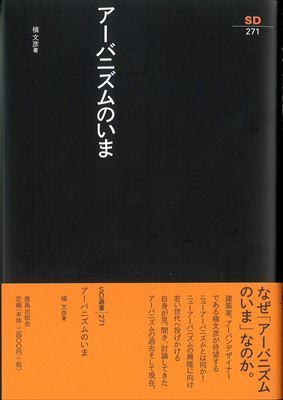 SD
271
アーバニズムのいま
槇 文彦 著
なぜ「アーバニズム
のいま」なのか。
建築家、アーバンデザイナー
である槇文彦が待望する
ニューアーバニズムとは何か!
ニューアーバニズムの興隆に向け
若い世代へ投げかける
自身が見、聞き、討論してきた
アーバニズムの過去そして現在。
SD選書 271
アーバニズムのいま
槇 文彦 著
鹿島出版会
定価(本体二、四〇〇円+税)